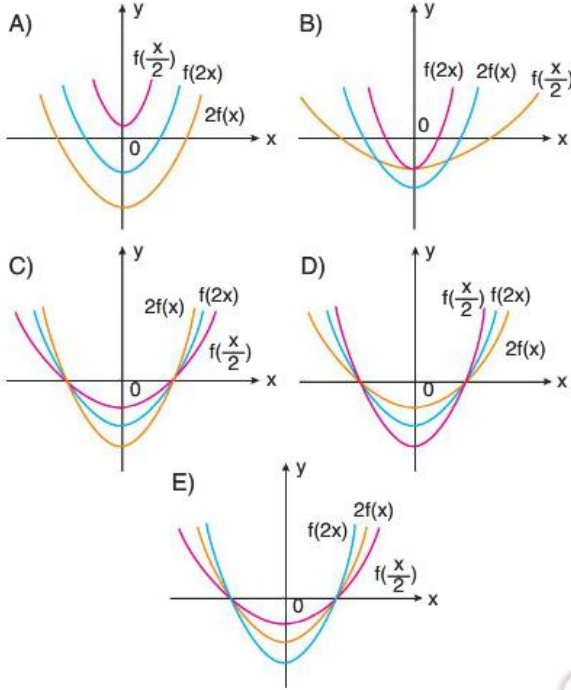 A)
y
f(x/2)
f(2x)
2f(x)
0
x
B)
y
f(2x)
2f(x)
f(x/2)
0
x
C)
y
2f(x)
f(2x)
f(x/2)
0
x
D)
y
f(x/2)
f(2x)
2f(x)
0
x
E)
y
f(2x)
2f(x)
f(x/2)
0
x